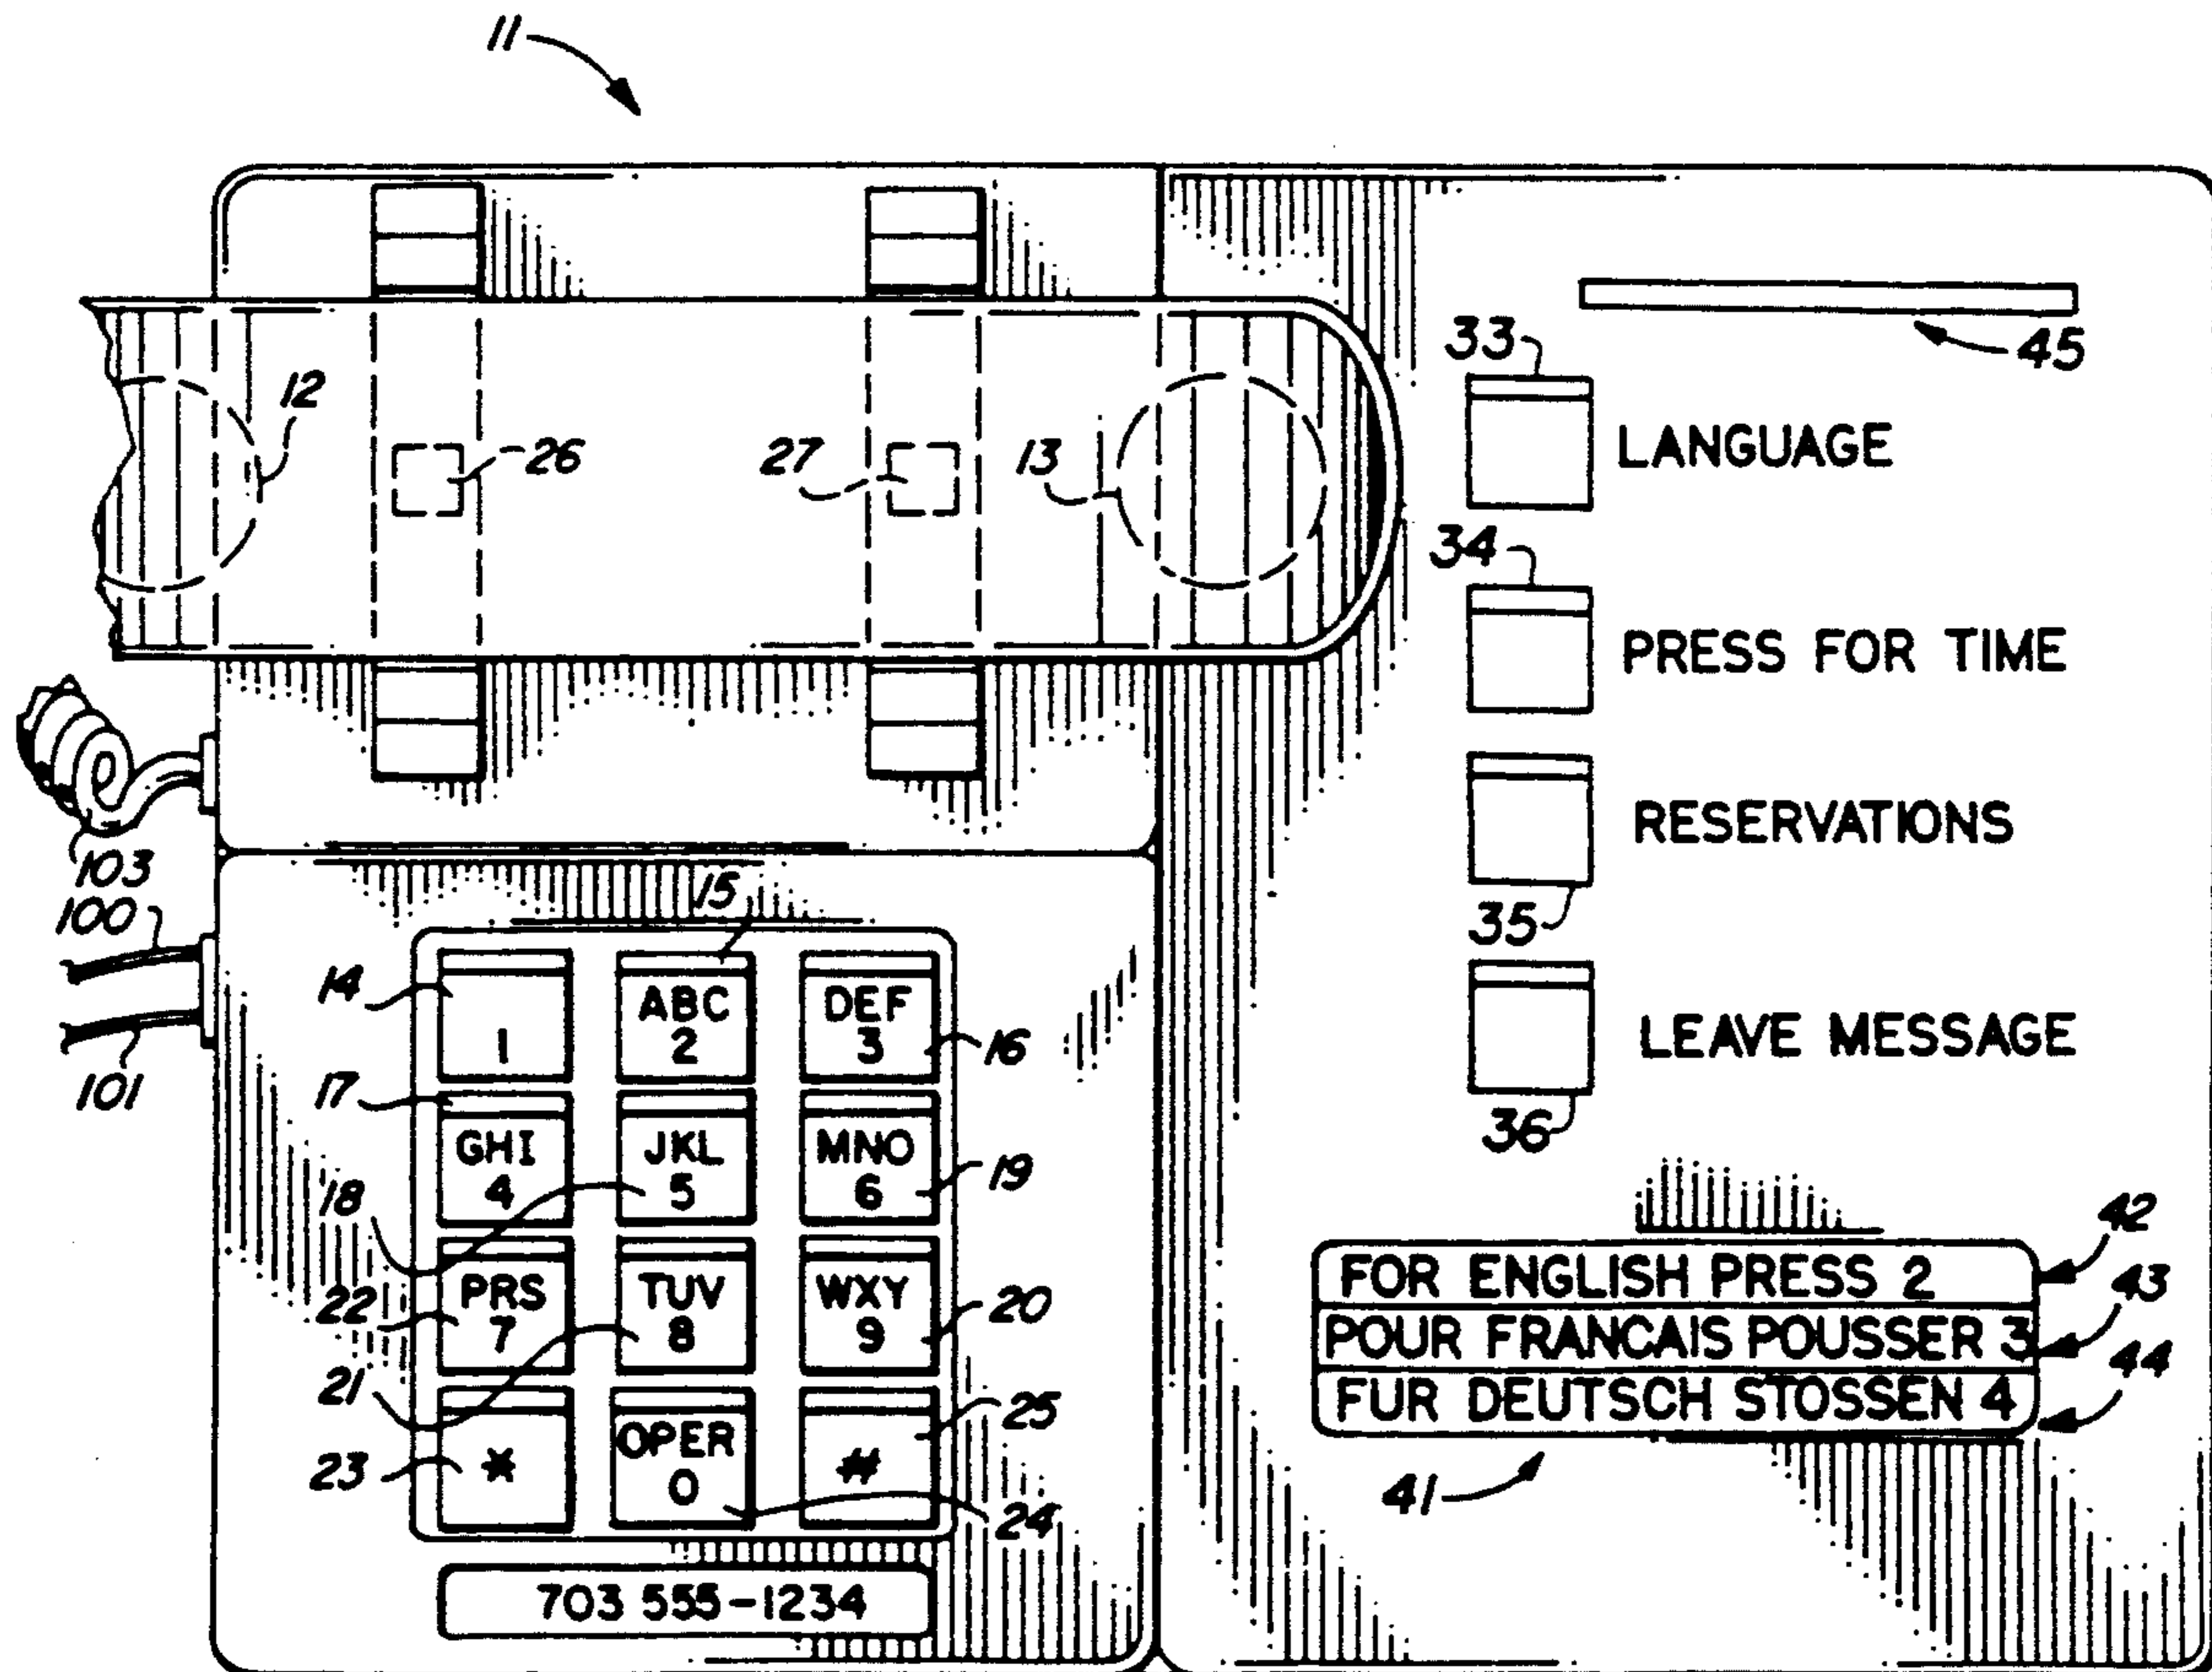 11
45
33
LANGUAGE
12
26
27
13
34
PRESS FOR TIME
RESERVATIONS
35
103
100
101
LEAVE MESSAGE
36
15
14
1
ABC
2
DEF
3
16
17
GHI
4
JKL
5
MNO
6
18
19
PRS
7
TUV
8
WXY
9
22
20
21
*
OPER
0
#
23
25
24
703 555-1234
FOR ENGLISH PRESS 2
42
POUR FRANCAIS POUSSER 3
43
FUR DEUTSCH STOSSEN 4
44
41